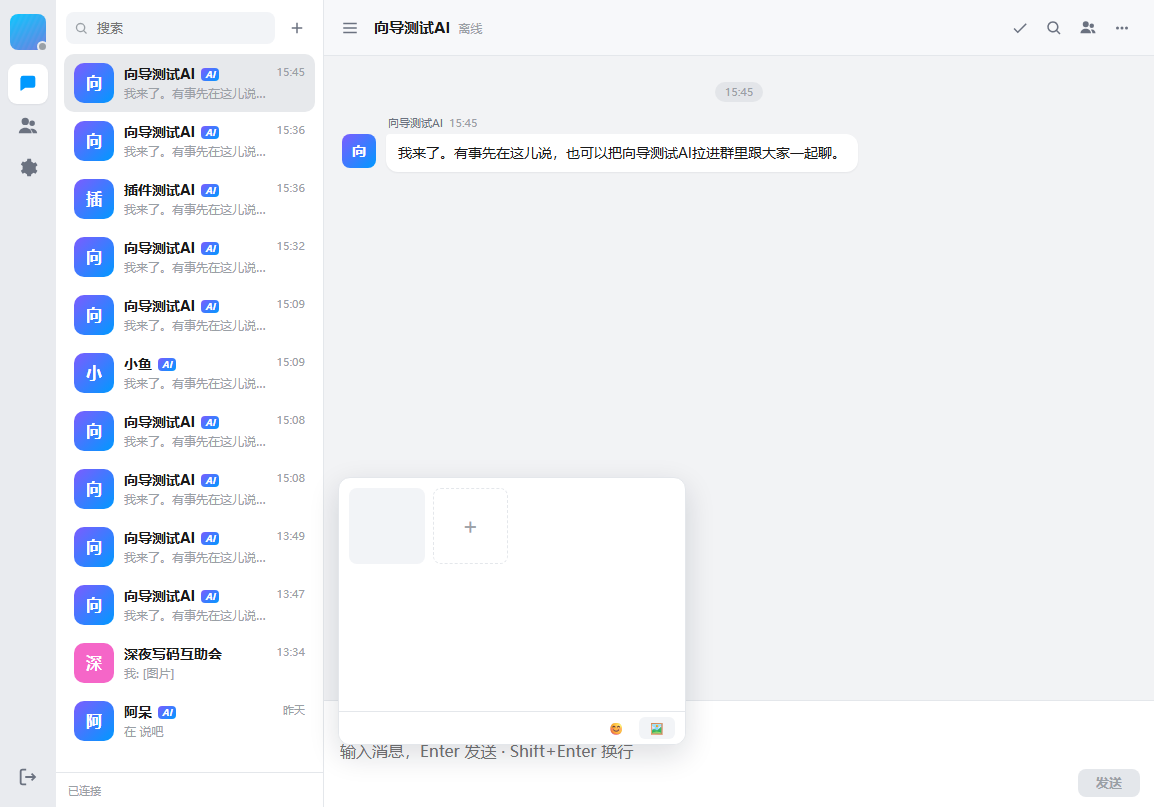 搜索
向导测试AI AI 15:45
我来了。有事先在这儿说...
向 向导测试AI AI 15:36
我来了。有事先在这儿说...
插 插件测试AI AI 15:36
我来了。有事先在这儿说...
向 向导测试AI AI 15:32
我来了。有事先在这儿说...
向 向导测试AI AI 15:09
我来了。有事先在这儿说...
小 小鱼 AI 15:09
我来了。有事先在这儿说...
向 向导测试AI AI 15:08
我来了。有事先在这儿说...
向 向导测试AI AI 15:08
我来了。有事先在这儿说...
向 向导测试AI AI 13:49
我来了。有事先在这儿说...
向 向导测试AI AI 13:47
我来了。有事先在这儿说...
深 深夜写码互助会 13:34
我: [图片]
阿 阿呆 AI 昨天
在 说吧
已连接
向导测试AI 离线
15:45
向导测试AI 15:45
向 我来了。有事先在这儿说，也可以把向导测试AI拉进群里跟大家一起聊。
输入消息，Enter 发送 · Shift+Enter 换行
发送